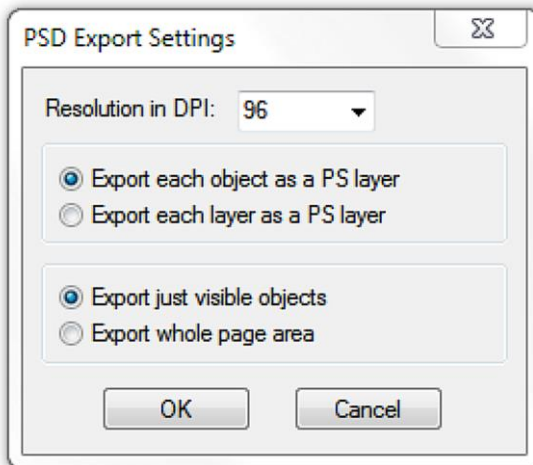 PSD Export Settings
Resolution in DPI: 96
Export each object as a PS layer
Export each layer as a PS layer
Export just visible objects
Export whole page area
OK Cancel